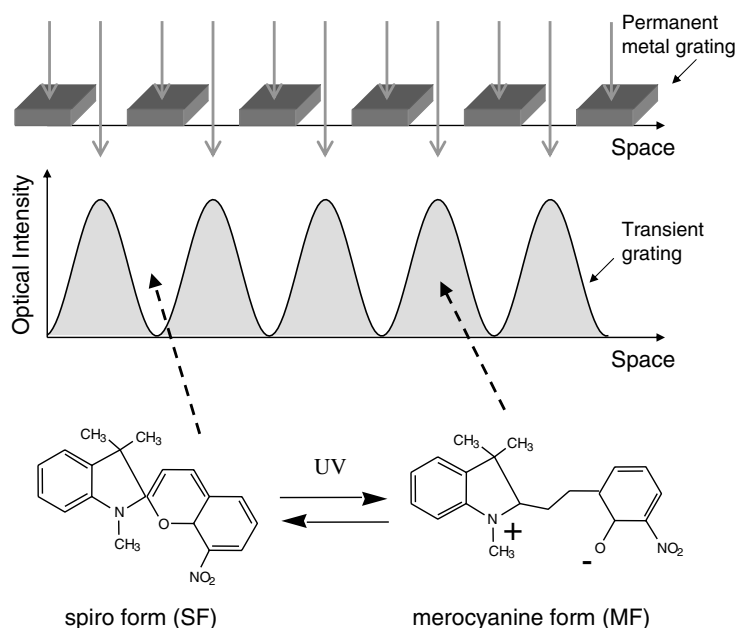 Permanent
metal grating
Space
Optical Intensity
Transient
grating
Space
CH₃
CH₃
N
CH₃
O
NO₂
UV
CH₃
CH₃
N
+
CH₃
O
-
NO₂
spiro form (SF)
merocyanine form (MF)